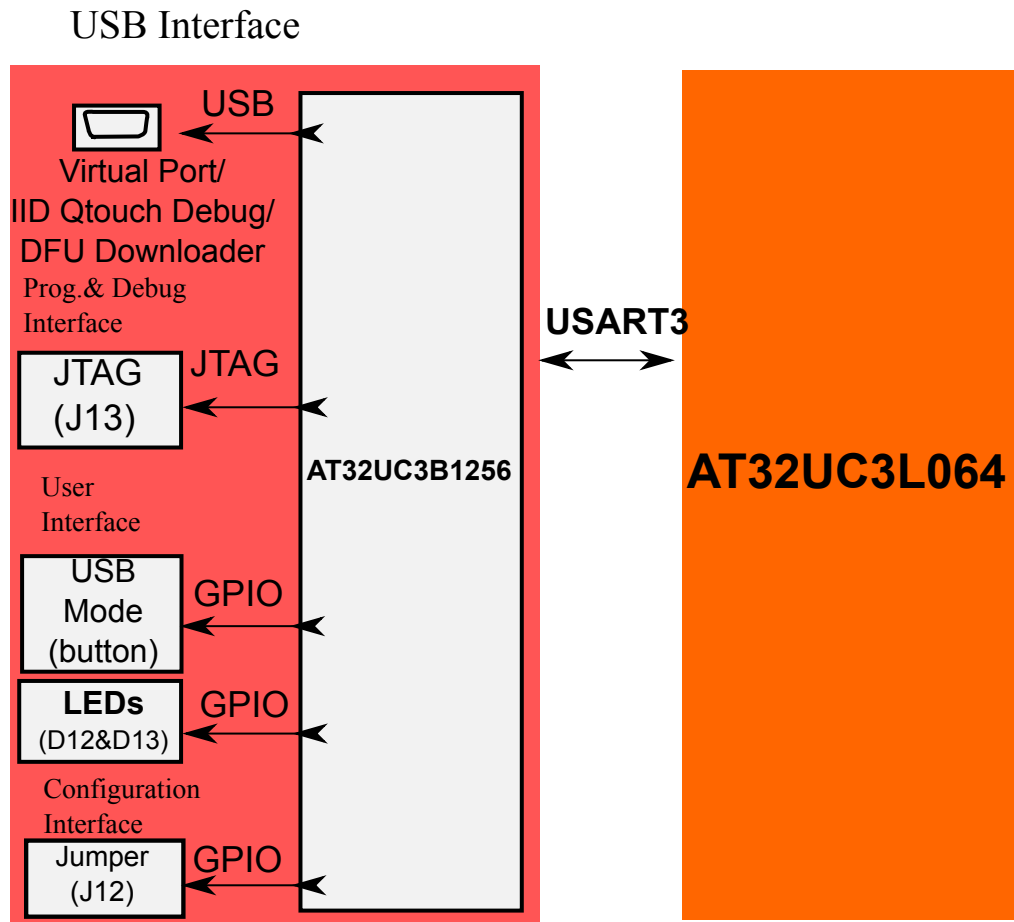 USB Interface
USB
Virtual Port/
IID Qtouch Debug/
DFU Downloader
Prog.& Debug
Interface
JTAG
(J13)
JTAG
User
Interface
USB
Mode
(button)
GPIO
LEDs
(D12&D13)
GPIO
Configuration
Interface
Jumper
(J12)
GPIO
AT32UC3B1256
USART3
AT32UC3L064